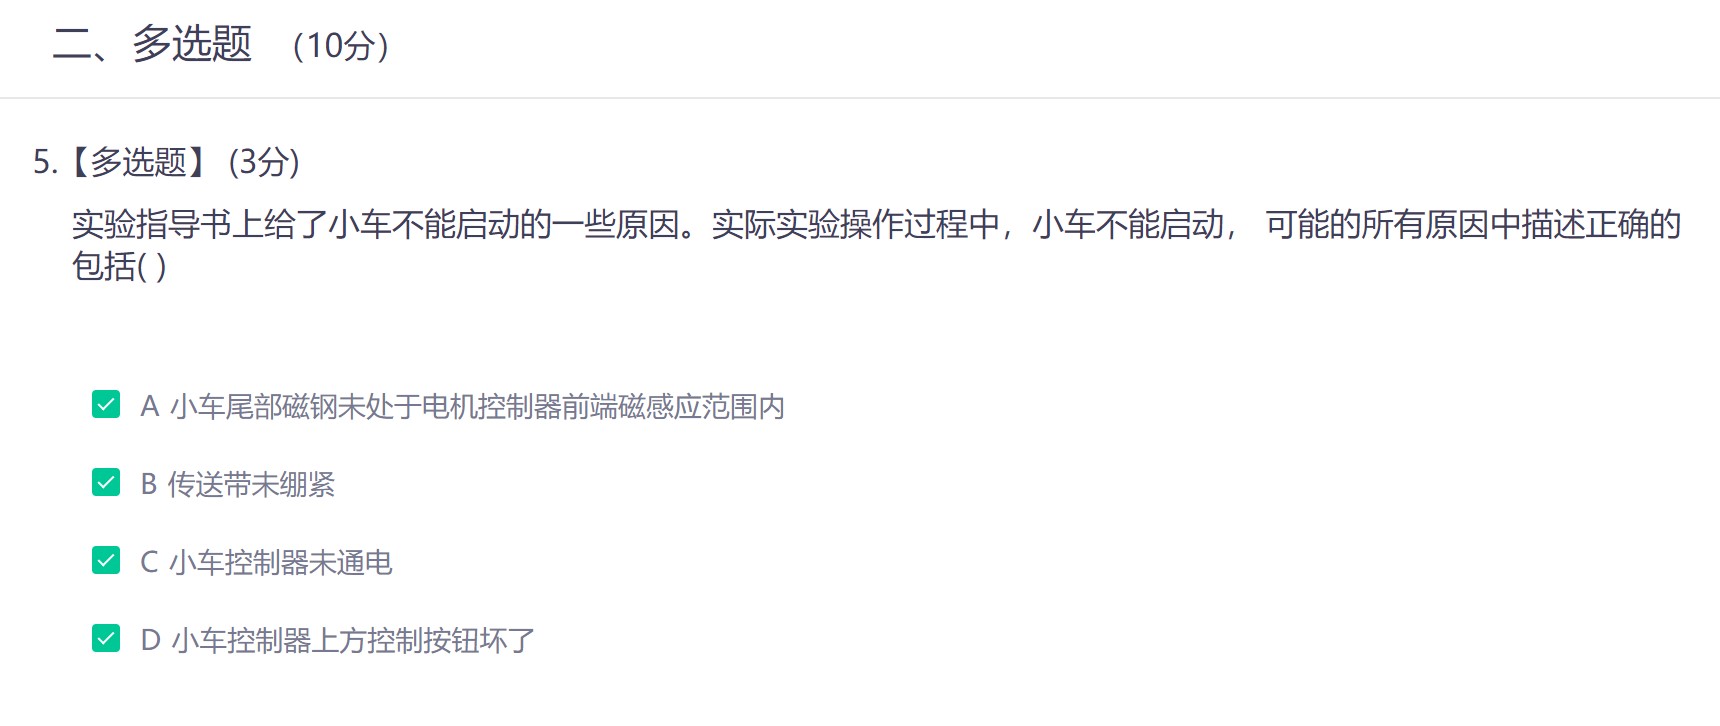 二、多选题 （10分）
5.【多选题】 (3分)
实验指导书上给了小车不能启动的一些原因。实际实验操作过程中，小车不能启动， 可能的所有原因中描述正确的
包括( )
A 小车尾部磁钢未处于电机控制器前端磁感应范围内
B 传送带未绷紧
C 小车控制器未通电
D 小车控制器上方控制按钮坏了